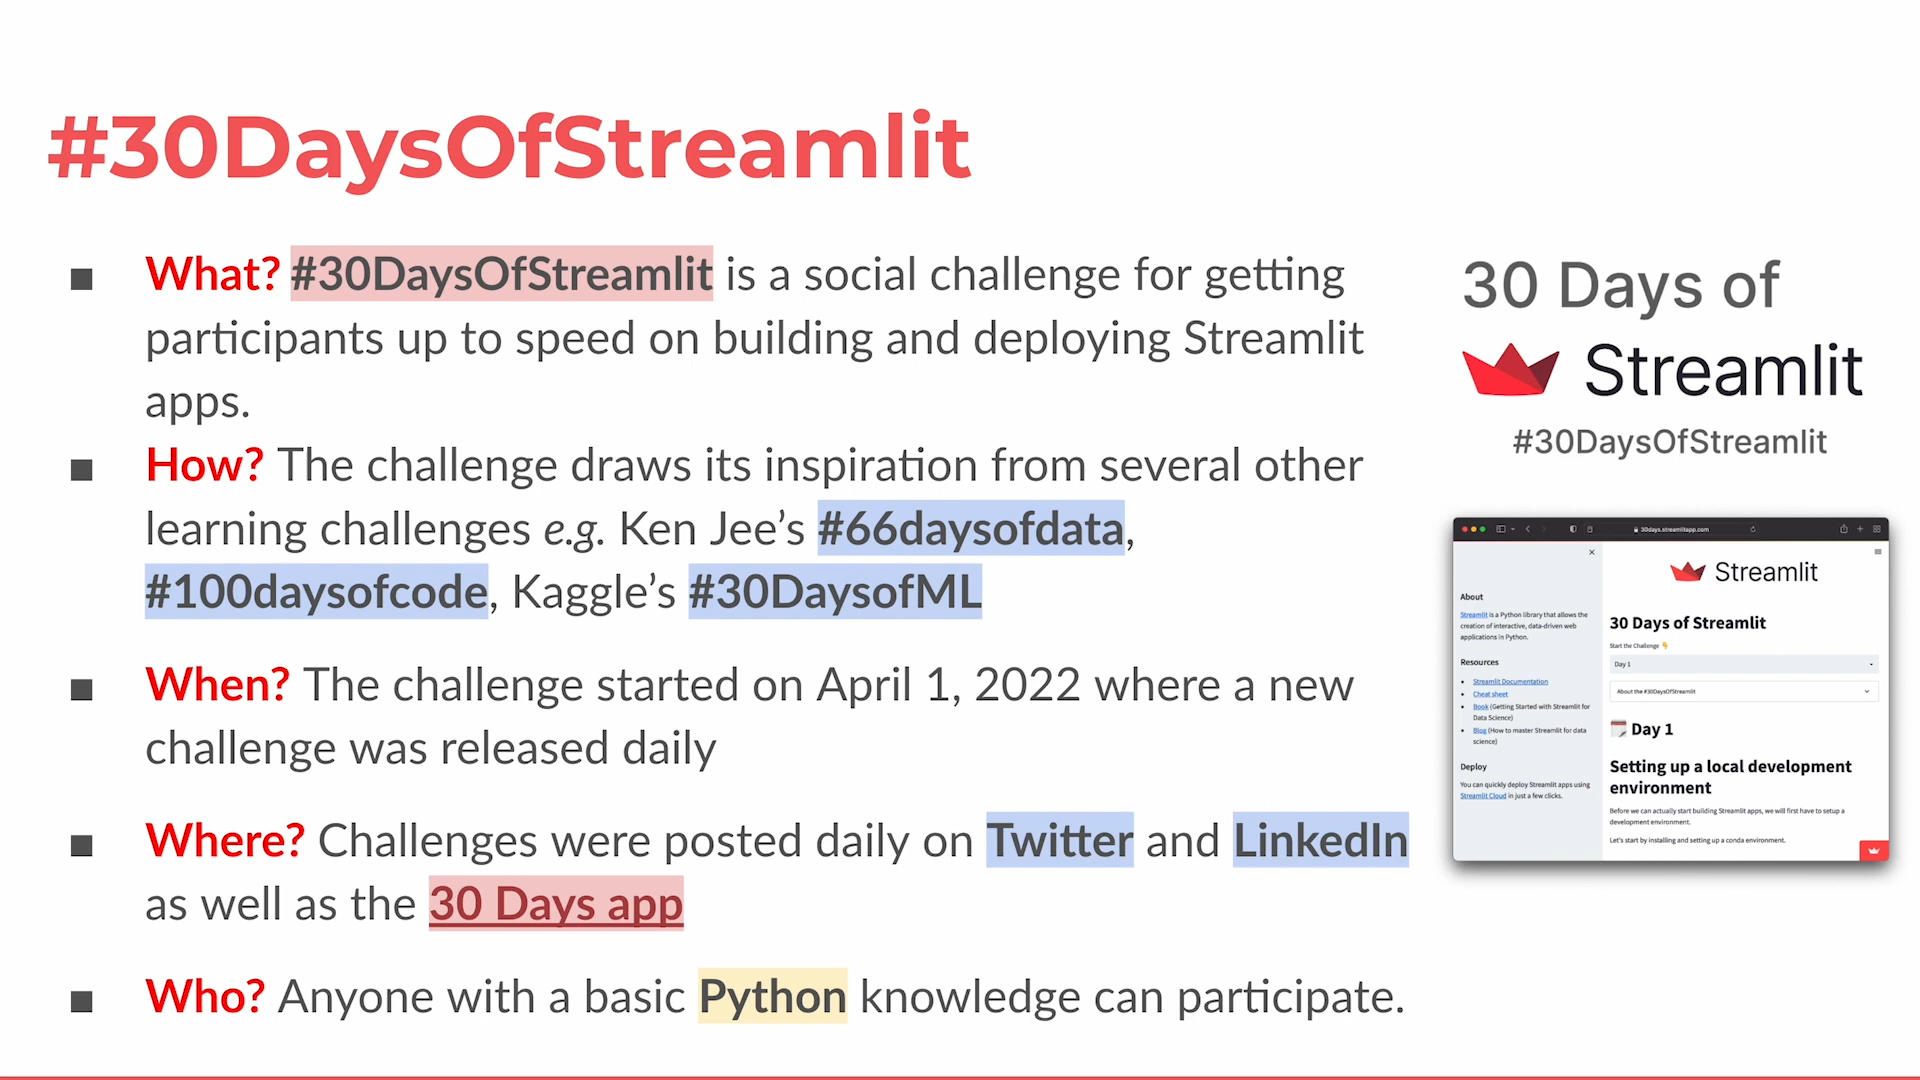 #30DaysOfStreamlit
■ What? #30DaysOfStreamlit is a social challenge for getting
participants up to speed on building and deploying Streamlit
apps.
■ How? The challenge draws its inspiration from several other
learning challenges e.g. Ken Jee’s #66daysofdata,
#100daysofcode, Kaggle’s #30DaysofML
■ When? The challenge started on April 1, 2022 where a new
challenge was released daily
■ Where? Challenges were posted daily on Twitter and LinkedIn
as well as the 30 Days app
■ Who? Anyone with a basic Python knowledge can participate.
30 Days of
Streamlit
#30DaysOfStreamlit
30days.streamlitapp.com
About
Streamlit is a Python library that allows the
creation of interactive, data-driven web
applications in Python.
Resources
• Streamlit Documentation
• Cheat sheet
• Book (Getting Started with Streamlit for
Data Science)
• Blog (How to master Streamlit for data
science)
Deploy
You can quickly deploy Streamlit apps using
Streamlit Cloud in just a few clicks.
Streamlit
30 Days of Streamlit
Start the Challenge 👇
Day 1
About the #30DaysOfStreamlit
🗓️ Day 1
Setting up a local development
environment
Before we can actually start building Streamlit apps, we will first have to setup a
development environment.
Let's start by installing and setting up a conda environment.